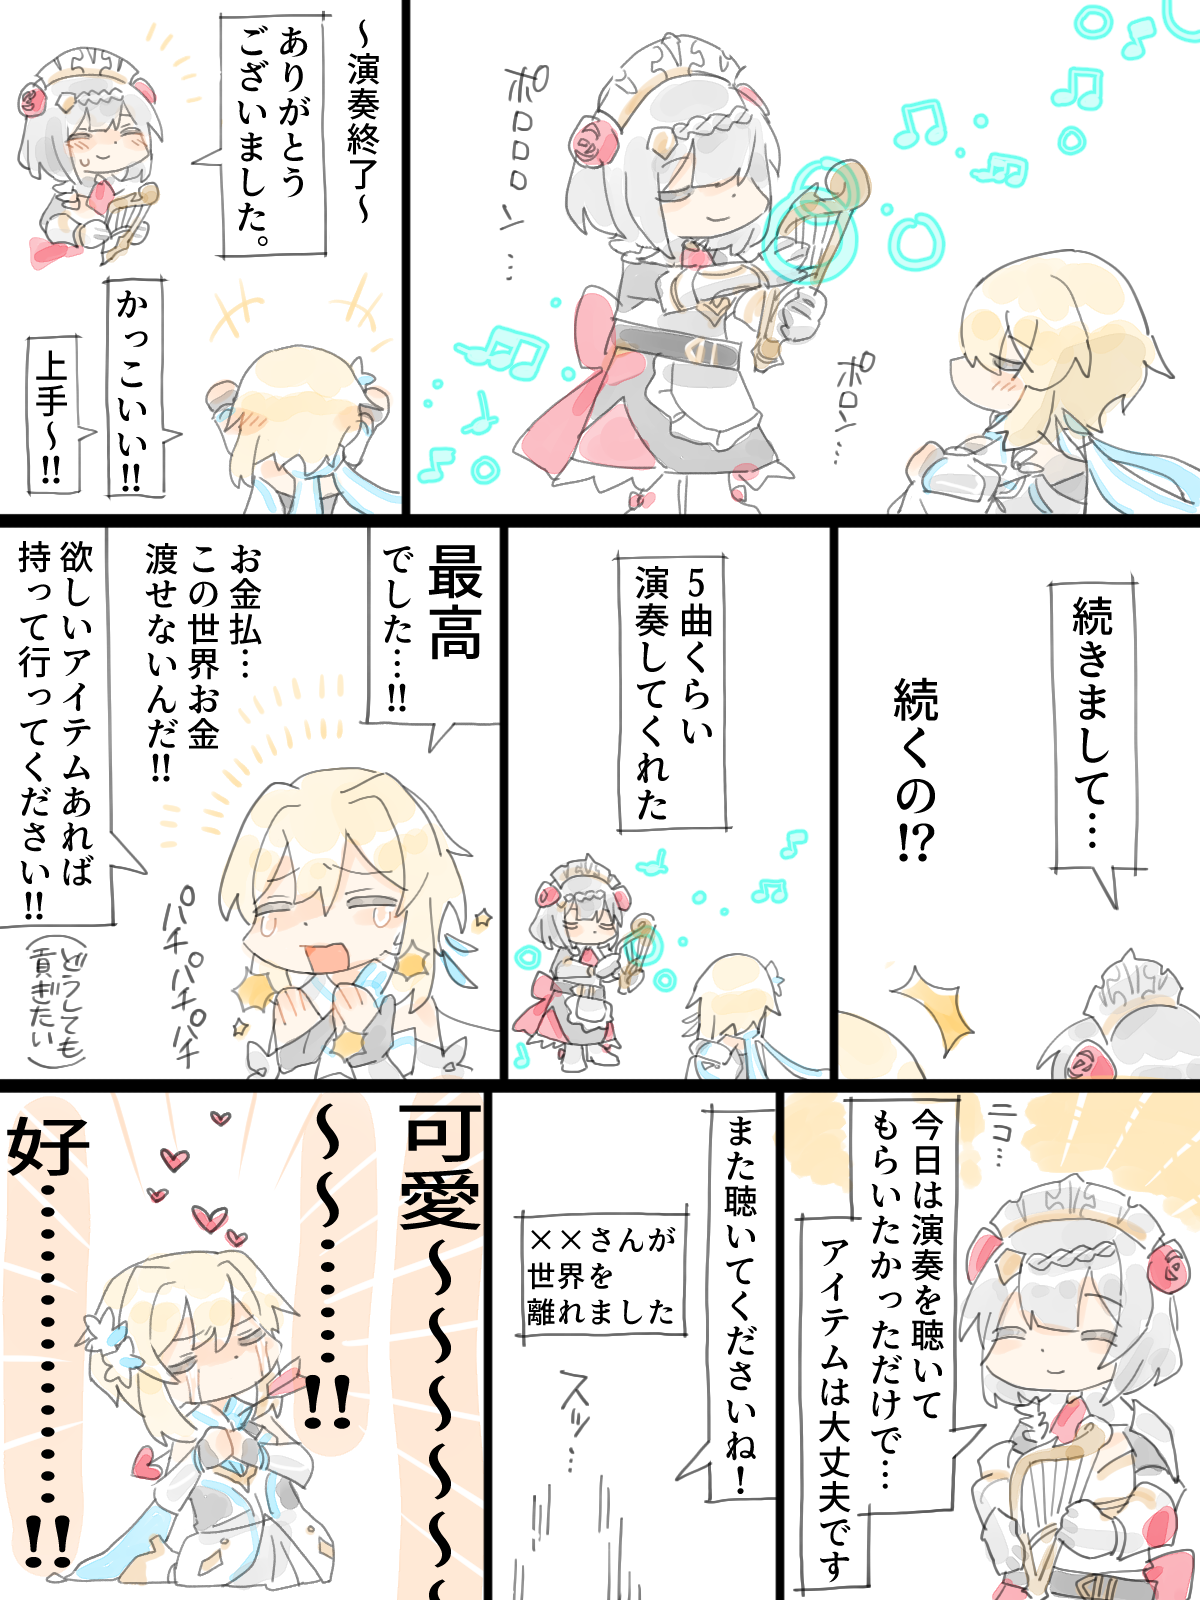 ポロロロン…
ポロン…
～演奏終了～
ありがとう
ございました。
かっこいい!!
上手～!!
続きまして…
続くの!?
5曲くらい
演奏してくれた
最高
でした…!!
お金払…
この世界お金
渡せないんだ!!
欲しいアイテムあれば
持って行ってください!!
パチパチパチ
(どうしても
貢ぎたい)
ニコ…
今日は演奏を聴いて
もらいたかっただけで…
アイテムは大丈夫です
また聴いてくださいね！
××さんが
世界を
離れました
スッ…
可愛～～～～～～
～～…………!!
好………………………!!